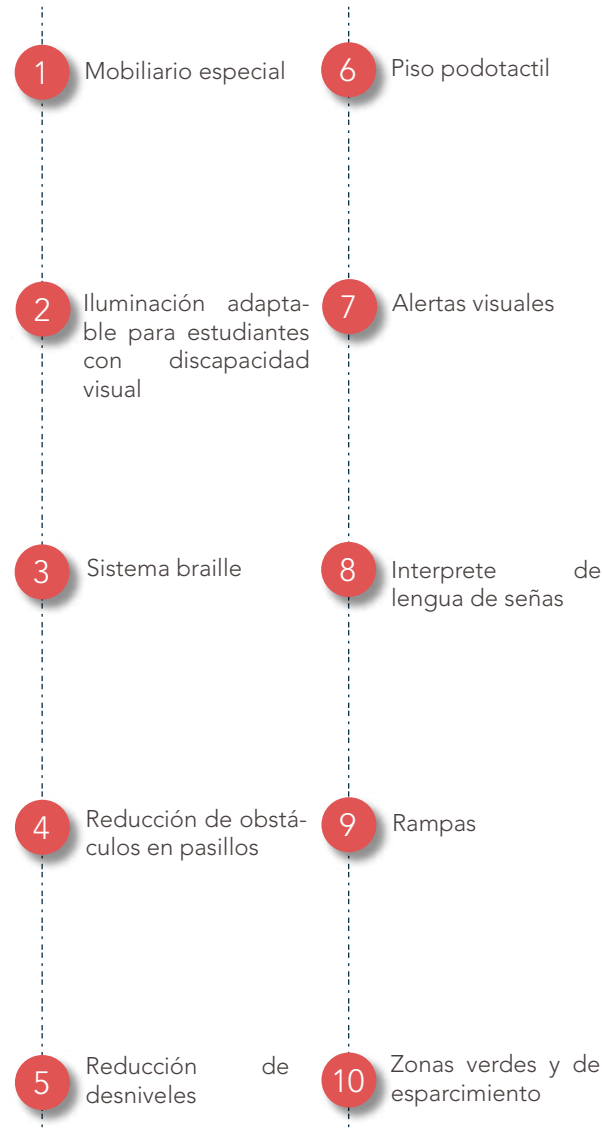 1 Mobiliario especial
2 Iluminación adapta-
ble para estudiantes
con discapacidad
visual
3 Sistema braille
4 Reducción de obstá-
culos en pasillos
5 Reducción de
desniveles
6 Piso podotactil
7 Alertas visuales
8 Interprete de
lengua de señas
9 Rampas
10 Zonas verdes y de
esparcimiento